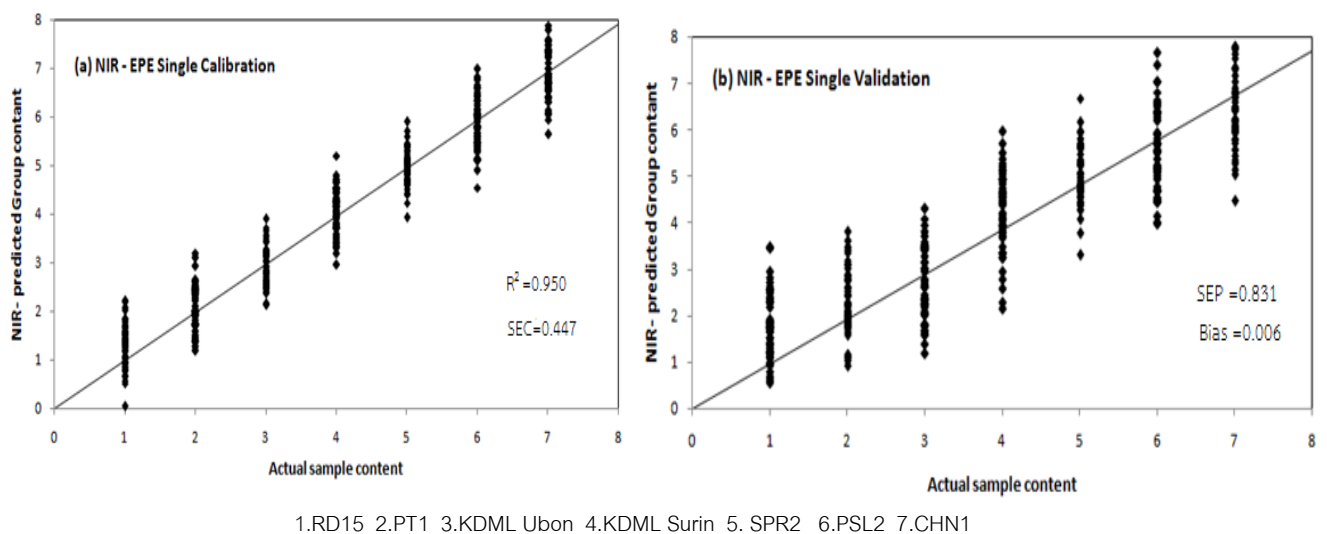 (a) NIR - EPE Single Calibration
NIR- predicted Group contant
8
7
6
5
4
3
2
1
0
R² =0.950
SEC=0.447
0 1 2 3 4 5 6 7 8
Actual sample content
(b) NIR - EPE Single Validation
NIR- predicted Group contant
8
7
6
5
4
3
2
1
0
SEP =0.831
Bias =0.006
0 1 2 3 4 5 6 7 8
Actual sample content
1.RD15 2.PT1 3.KDML Ubon 4.KDML Surin 5. SPR2 6.PSL2 7.CHN1